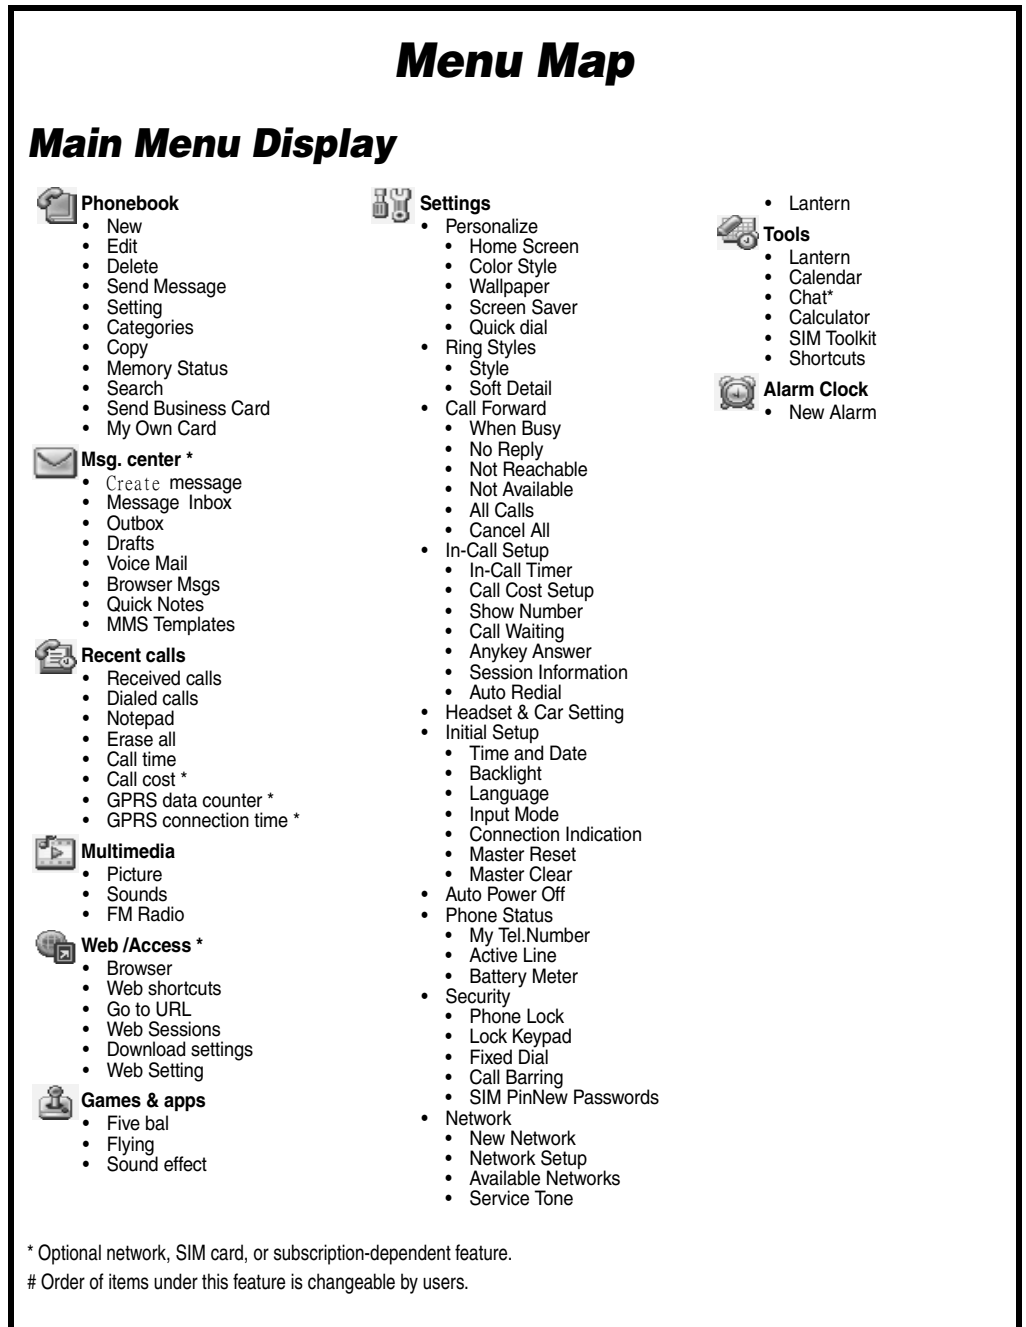 Menu Map
Main Menu Display
Phonebook
• New
• Edit
• Delete
• Send Message
• Setting
• Categories
• Copy
• Memory Status
• Search
• Send Business Card
• My Own Card
Msg. center *
• Create message
• Message Inbox
• Outbox
• Drafts
• Voice Mail
• Browser Msgs
• Quick Notes
• MMS Templates
Recent calls
• Received calls
• Dialed calls
• Notepad
• Erase all
• Call time
• Call cost *
• GPRS data counter *
• GPRS connection time *
Multimedia
• Picture
• Sounds
• FM Radio
Web /Access *
• Browser
• Web shortcuts
• Go to URL
• Web Sessions
• Download settings
• Web Setting
Games & apps
• Five bal
• Flying
• Sound effect
Settings
• Personalize
• Home Screen
• Color Style
• Wallpaper
• Screen Saver
• Quick dial
• Ring Styles
• Style
• Soft Detail
• Call Forward
• When Busy
• No Reply
• Not Reachable
• Not Available
• All Calls
• Cancel All
• In-Call Setup
• In-Call Timer
• Call Cost Setup
• Show Number
• Call Waiting
• Anykey Answer
• Session Information
• Auto Redial
• Headset & Car Setting
• Initial Setup
• Time and Date
• Backlight
• Language
• Input Mode
• Connection Indication
• Master Reset
• Master Clear
• Auto Power Off
• Phone Status
• My Tel.Number
• Active Line
• Battery Meter
• Security
• Phone Lock
• Lock Keypad
• Fixed Dial
• Call Barring
• SIM PinNew Passwords
• Network
• New Network
• Network Setup
• Available Networks
• Service Tone
• Lantern
Tools
• Lantern
• Calendar
• Chat*
• Calculator
• SIM Toolkit
• Shortcuts
Alarm Clock
• New Alarm
* Optional network, SIM card, or subscription-dependent feature.
# Order of items under this feature is changeable by users.